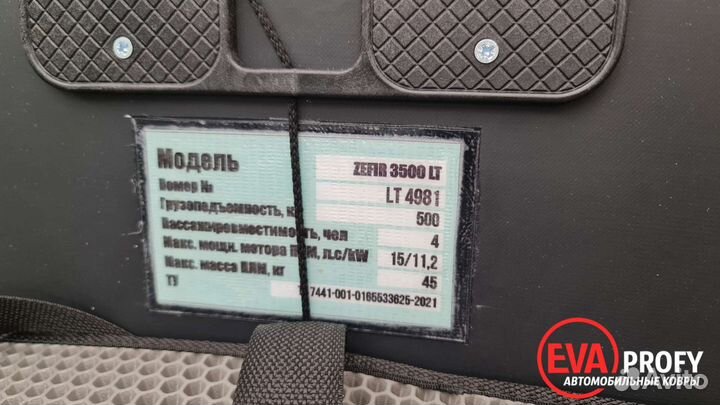 Модель ZEFIR 3500 LT
Номер № LT 4981
Грузоподъемность, 500
Пассажировместимость, чел 4
Макс. мощн. мотора ПЛМ, л.с/kW 15/11,2
Макс. масса ПЛМ, кг 45
ТУ 7441-001-0165533625-2021
EVA PROFY
АВТОМОБИЛЬНЫЕ КОВРЫ
Avito